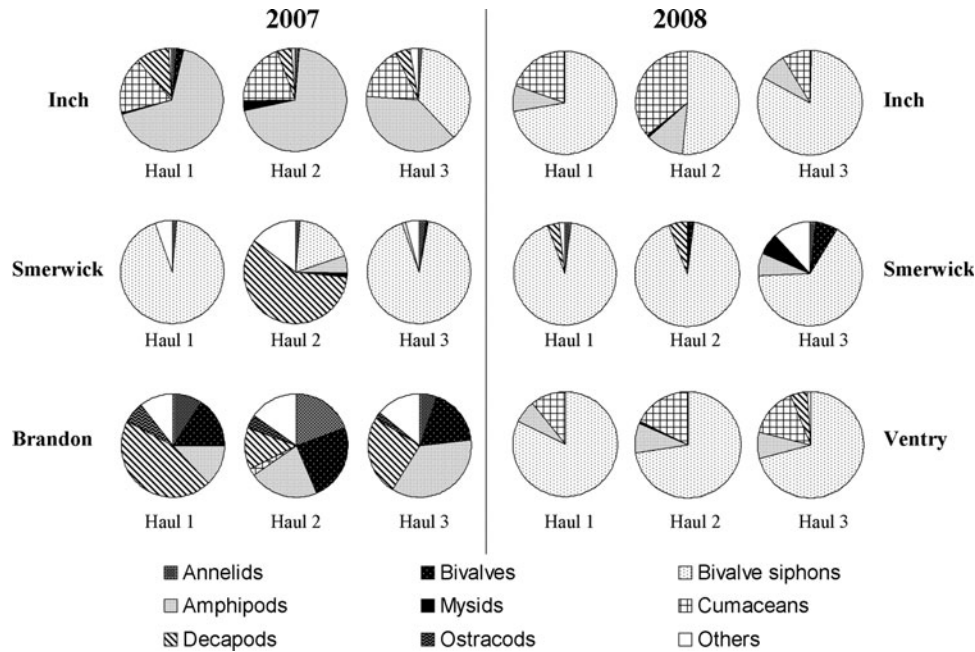 2007 2008
Inch Inch
Haul 1 Haul 2 Haul 3 Haul 1 Haul 2 Haul 3
Smerwick Smerwick
Haul 1 Haul 2 Haul 3 Haul 1 Haul 2 Haul 3
Brandon Ventry
Haul 1 Haul 2 Haul 3 Haul 1 Haul 2 Haul 3
Annelids Bivalves Bivalve siphons
Amphipods Mysids Cumaceans
Decapods Ostracods Others